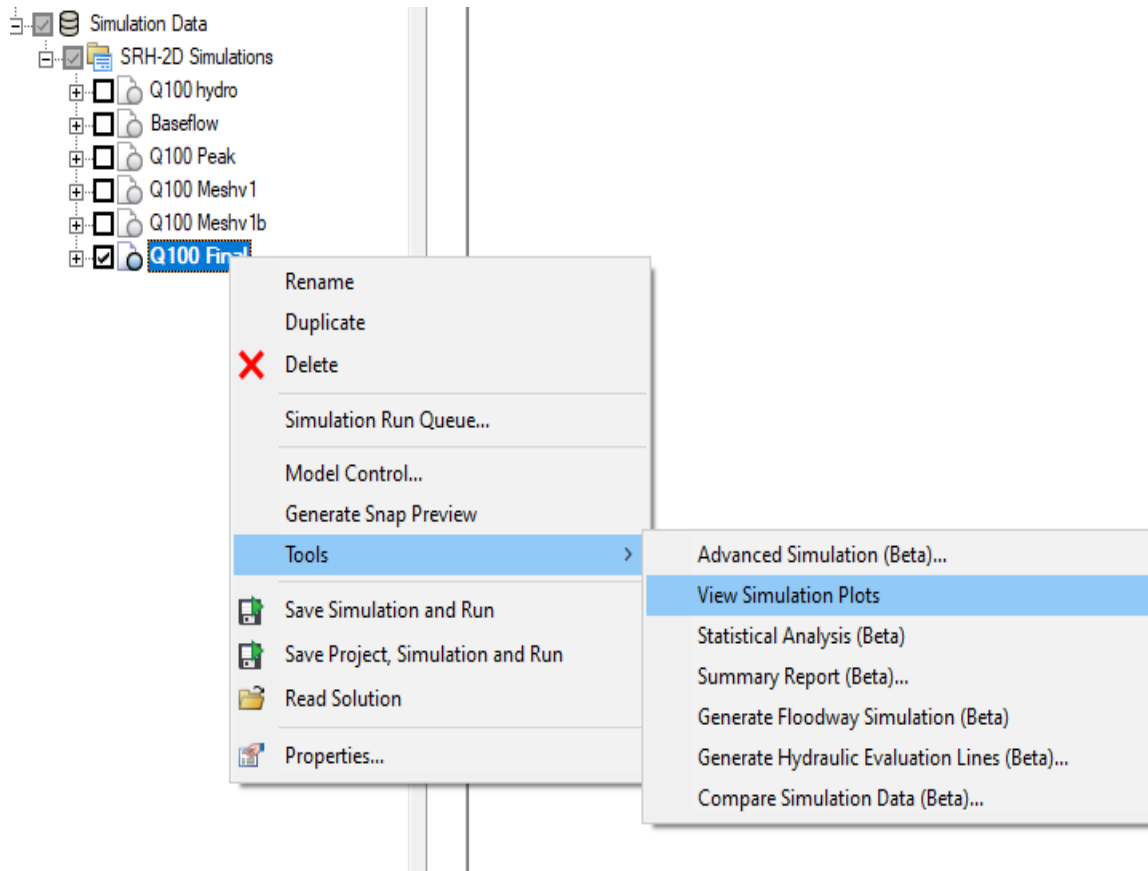 Simulation Data
SRH-2D Simulations
Q100 hydro
Baseflow
Q100 Peak
Q100 Meshv1
Q100 Meshv1b
Q100 Final
Rename
Duplicate
Delete
Simulation Run Queue...
Model Control...
Generate Snap Preview
Tools
Save Simulation and Run
Save Project, Simulation and Run
Read Solution
Properties...
Advanced Simulation (Beta)...
View Simulation Plots
Statistical Analysis (Beta)
Summary Report (Beta)...
Generate Floodway Simulation (Beta)
Generate Hydraulic Evaluation Lines (Beta)...
Compare Simulation Data (Beta)...